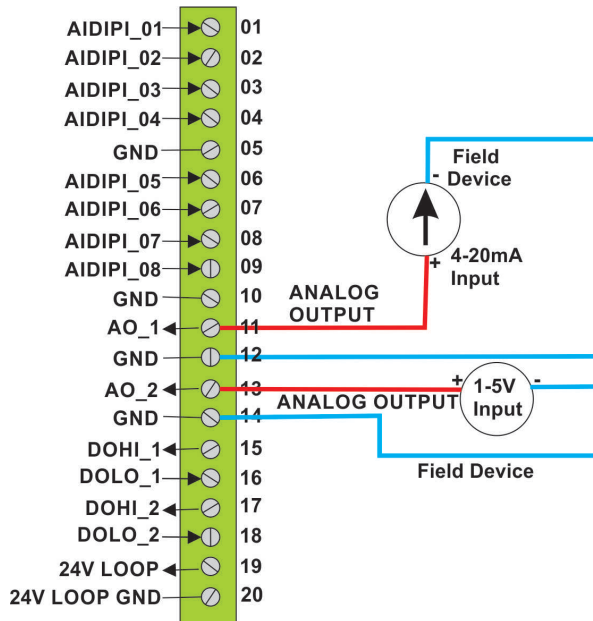 AIDIPI_01 01
AIDIPI_02 02
AIDIPI_03 03
AIDIPI_04 04
GND 05
AIDIPI_05 06
AIDIPI_06 07
AIDIPI_07 08
AIDIPI_08 09
GND 10
AO_1 11
GND 12
AO_2 13
GND 14
DOHI_1 15
DOLO_1 16
DOHI_2 17
DOLO_2 18
24V LOOP 19
24V LOOP GND 20
-
Field
Device
+ 4-20mA
Input
ANALOG
OUTPUT
+ 1-5V -
Input
ANALOG OUTPUT
Field Device